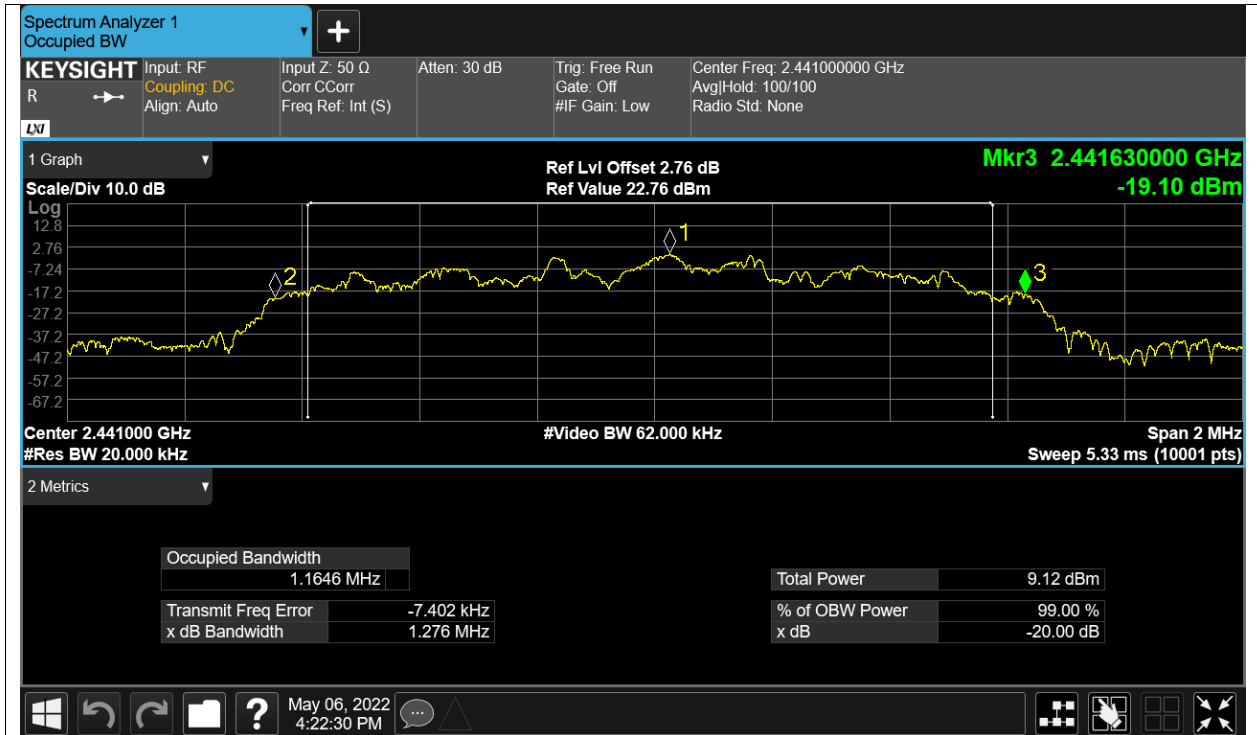 Spectrum Analyzer 1
Occupied BW
KEYSIGHT
R
LXI
Input: RF
Coupling: DC
Align: Auto
Input Z: 50 Ω
Corr CCorr
Freq Ref: Int (S)
Atten: 30 dB
Trig: Free Run
Gate: Off
#IF Gain: Low
Center Freq: 2.441000000 GHz
Avg|Hold: 100/100
Radio Std: None
1 Graph
Scale/Div 10.0 dB
Ref Lvl Offset 2.76 dB
Ref Value 22.76 dBm
Mkr3 2.441630000 GHz
-19.10 dBm
Log
12.8
2.76
-7.24
-17.2
-27.2
-37.2
-47.2
-57.2
-67.2
1
2
3
Center 2.441000 GHz
#Res BW 20.000 kHz
#Video BW 62.000 kHz
Span 2 MHz
Sweep 5.33 ms (10001 pts)
2 Metrics
Occupied Bandwidth
1.1646 MHz
Transmit Freq Error -7.402 kHz
x dB Bandwidth 1.276 MHz
Total Power 9.12 dBm
% of OBW Power 99.00 %
x dB -20.00 dB
?
May 06, 2022
4:22:30 PM